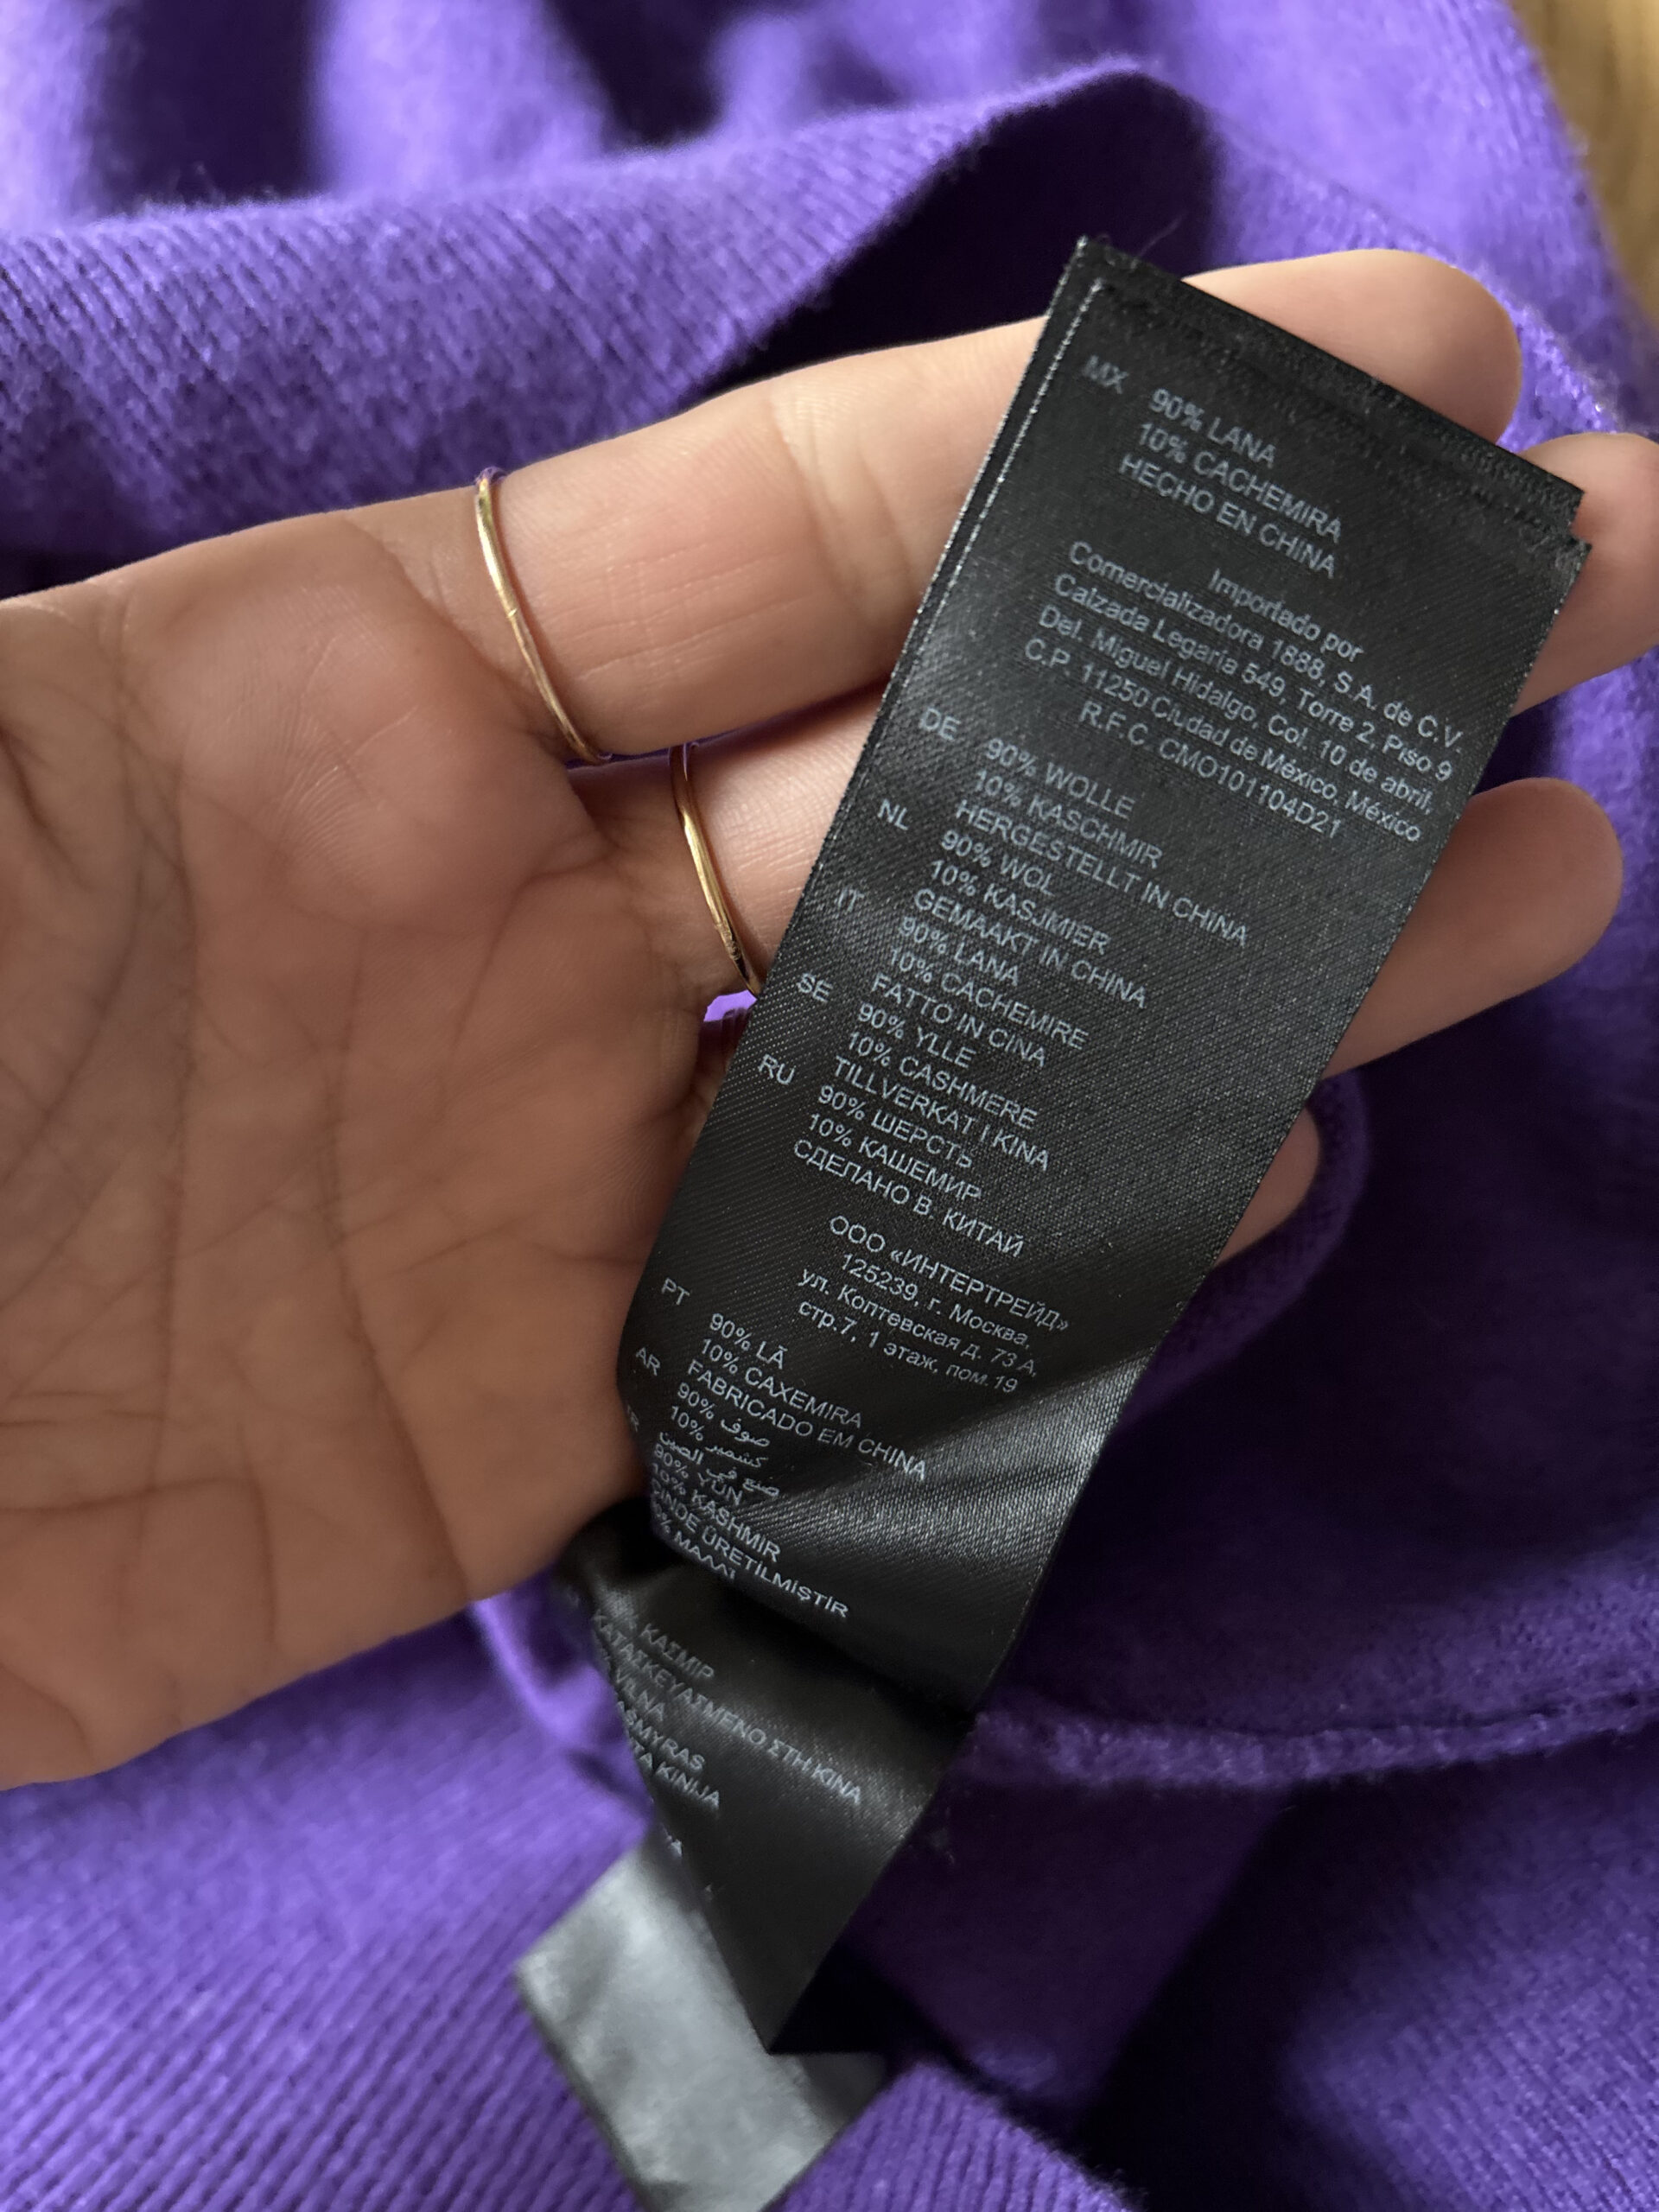 MX 90% LANA
10% CACHEMIRA
HECHO EN CHINA
Importado por
Comercializadora 1888, S.A. de C.V.
Calzada Legaria 549, Torre 2, Piso 9
Del. Miguel Hidalgo, Col. 10 de abril,
C.P. 11250 Ciudad de México, México
R.F.C. CMO101104D21
DE 90% WOLLE
10% KASCHMIR
HERGESTELLT IN CHINA
NL 90% WOL
10% KASJMIER
GEMAAKT IN CHINA
IT 90% LANA
10% CACHEMIRE
FATTO IN CINA
SE 90% YLLE
10% CASHMERE
TILLVERKAT I KINA
RU 90% ШЕРСТЬ
10% КАШЕМИР
СДЕЛАНО В. КИТАЙ
ООО «ИНТЕРТРЕЙД»
125239, г. Москва,
ул. Коптевская д. 73 А,
стр.7, 1 этаж, пом.19
PT 90% LÃ
10% CAXEMIRA
FABRICADO EM CHINA
AR 90% صوف
10% كشمير
صنع في الصين
90% YÜN
10% KASHMIR
ÜRETİLMİŞTİR
ΚΑΣΜΙΡ
ΚΑΤΑΣΚΕΥΑΣΜΕΝΟ ΣΤΗ ΚΙΝΑ
VILNA
KINIJA